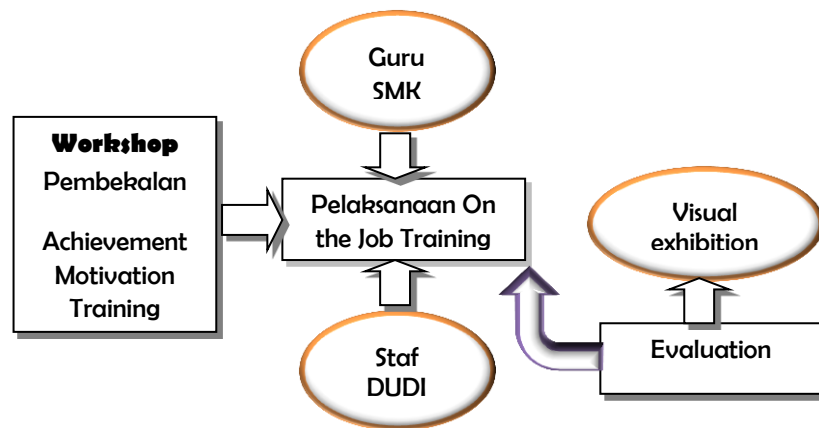 Workshop
Pembekalan
Achievement
Motivation
Training
Guru
SMK
Pelaksanaan On
the Job Training
Staf
DUDI
Visual
exhibition
Evaluation